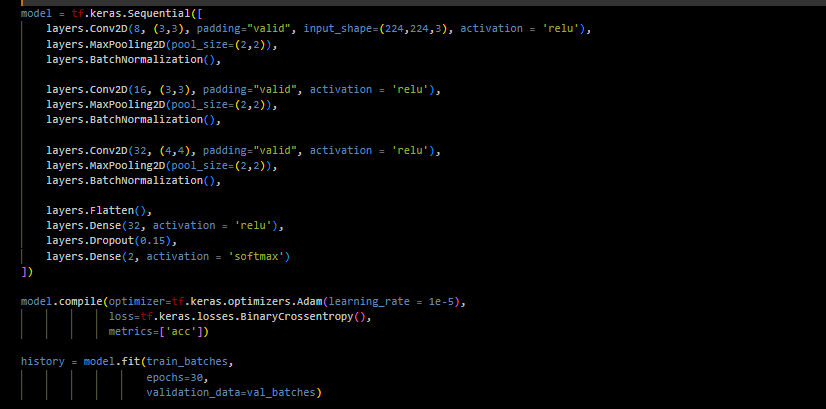 model = tf.keras.Sequential([
layers.Conv2D(8, (3,3), padding="valid", input_shape=(224,224,3), activation = 'relu'),
layers.MaxPooling2D(pool_size=(2,2)),
layers.BatchNormalization(),
layers.Conv2D(16, (3,3), padding="valid", activation = 'relu'),
layers.MaxPooling2D(pool_size=(2,2)),
layers.BatchNormalization(),
layers.Conv2D(32, (4,4), padding="valid", activation = 'relu'),
layers.MaxPooling2D(pool_size=(2,2)),
layers.BatchNormalization(),
layers.Flatten(),
layers.Dense(32, activation = 'relu'),
layers.Dropout(0.15),
layers.Dense(2, activation = 'softmax')
])
model.compile(optimizer=tf.keras.optimizers.Adam(learning_rate = 1e-5),
loss=tf.keras.losses.BinaryCrossentropy(),
metrics=['acc'])
history = model.fit(train_batches,
epochs=30,
validation_data=val_batches)